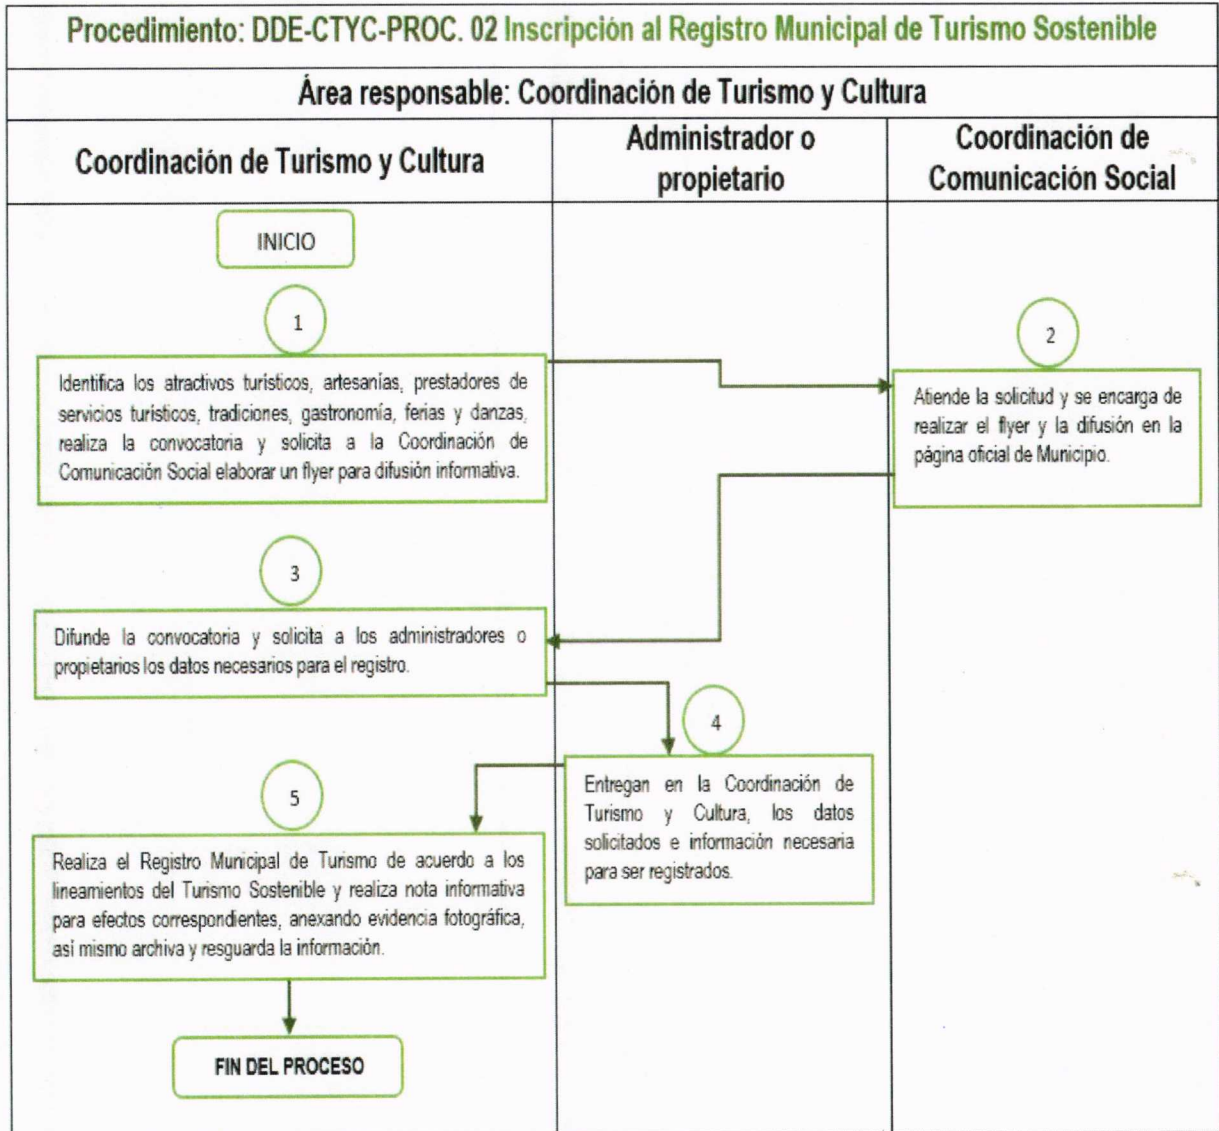 Procedimiento: DDE-CTYC-PROC. 02 Inscripción al Registro Municipal de Turismo Sostenible
Área responsable: Coordinación de Turismo y Cultura
Coordinación de Turismo y Cultura
Administrador o
propietario
Coordinación de
Comunicación Social
INICIO
1
Identifica los atractivos turísticos, artesanías, prestadores de
servicios turísticos, tradiciones, gastronomía, ferias y danzas,
realiza la convocatoria y solicita a la Coordinación de
Comunicación Social elaborar un flyer para difusión informativa.
2
Atiende la solicitud y se encarga de
realizar el flyer y la difusión en la
página oficial de Municipio.
3
Difunde la convocatoria y solicita a los administradores o
propietarios los datos necesarios para el registro.
4
Entregan en la Coordinación de
Turismo y Cultura, los datos
solicitados e información necesaria
para ser registrados.
5
Realiza el Registro Municipal de Turismo de acuerdo a los
lineamientos del Turismo Sostenible y realiza nota informativa
para efectos correspondientes, anexando evidencia fotográfica,
así mismo archiva y resguarda la información.
FIN DEL PROCESO